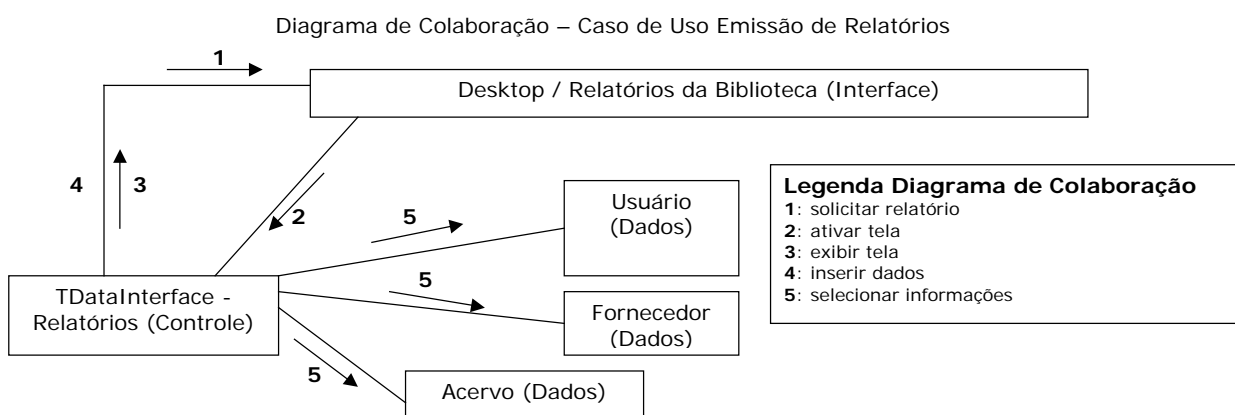 Diagrama de Colaboração – Caso de Uso Emissão de Relatórios
1
Desktop / Relatórios da Biblioteca (Interface)
4
3
2
5
Usuário
(Dados)
Legenda Diagrama de Colaboração
1: solicitar relatório
2: ativar tela
3: exibir tela
4: inserir dados
5: selecionar informações
TDataInterface -
Relatórios (Controle)
5
Fornecedor
(Dados)
5
Acervo (Dados)